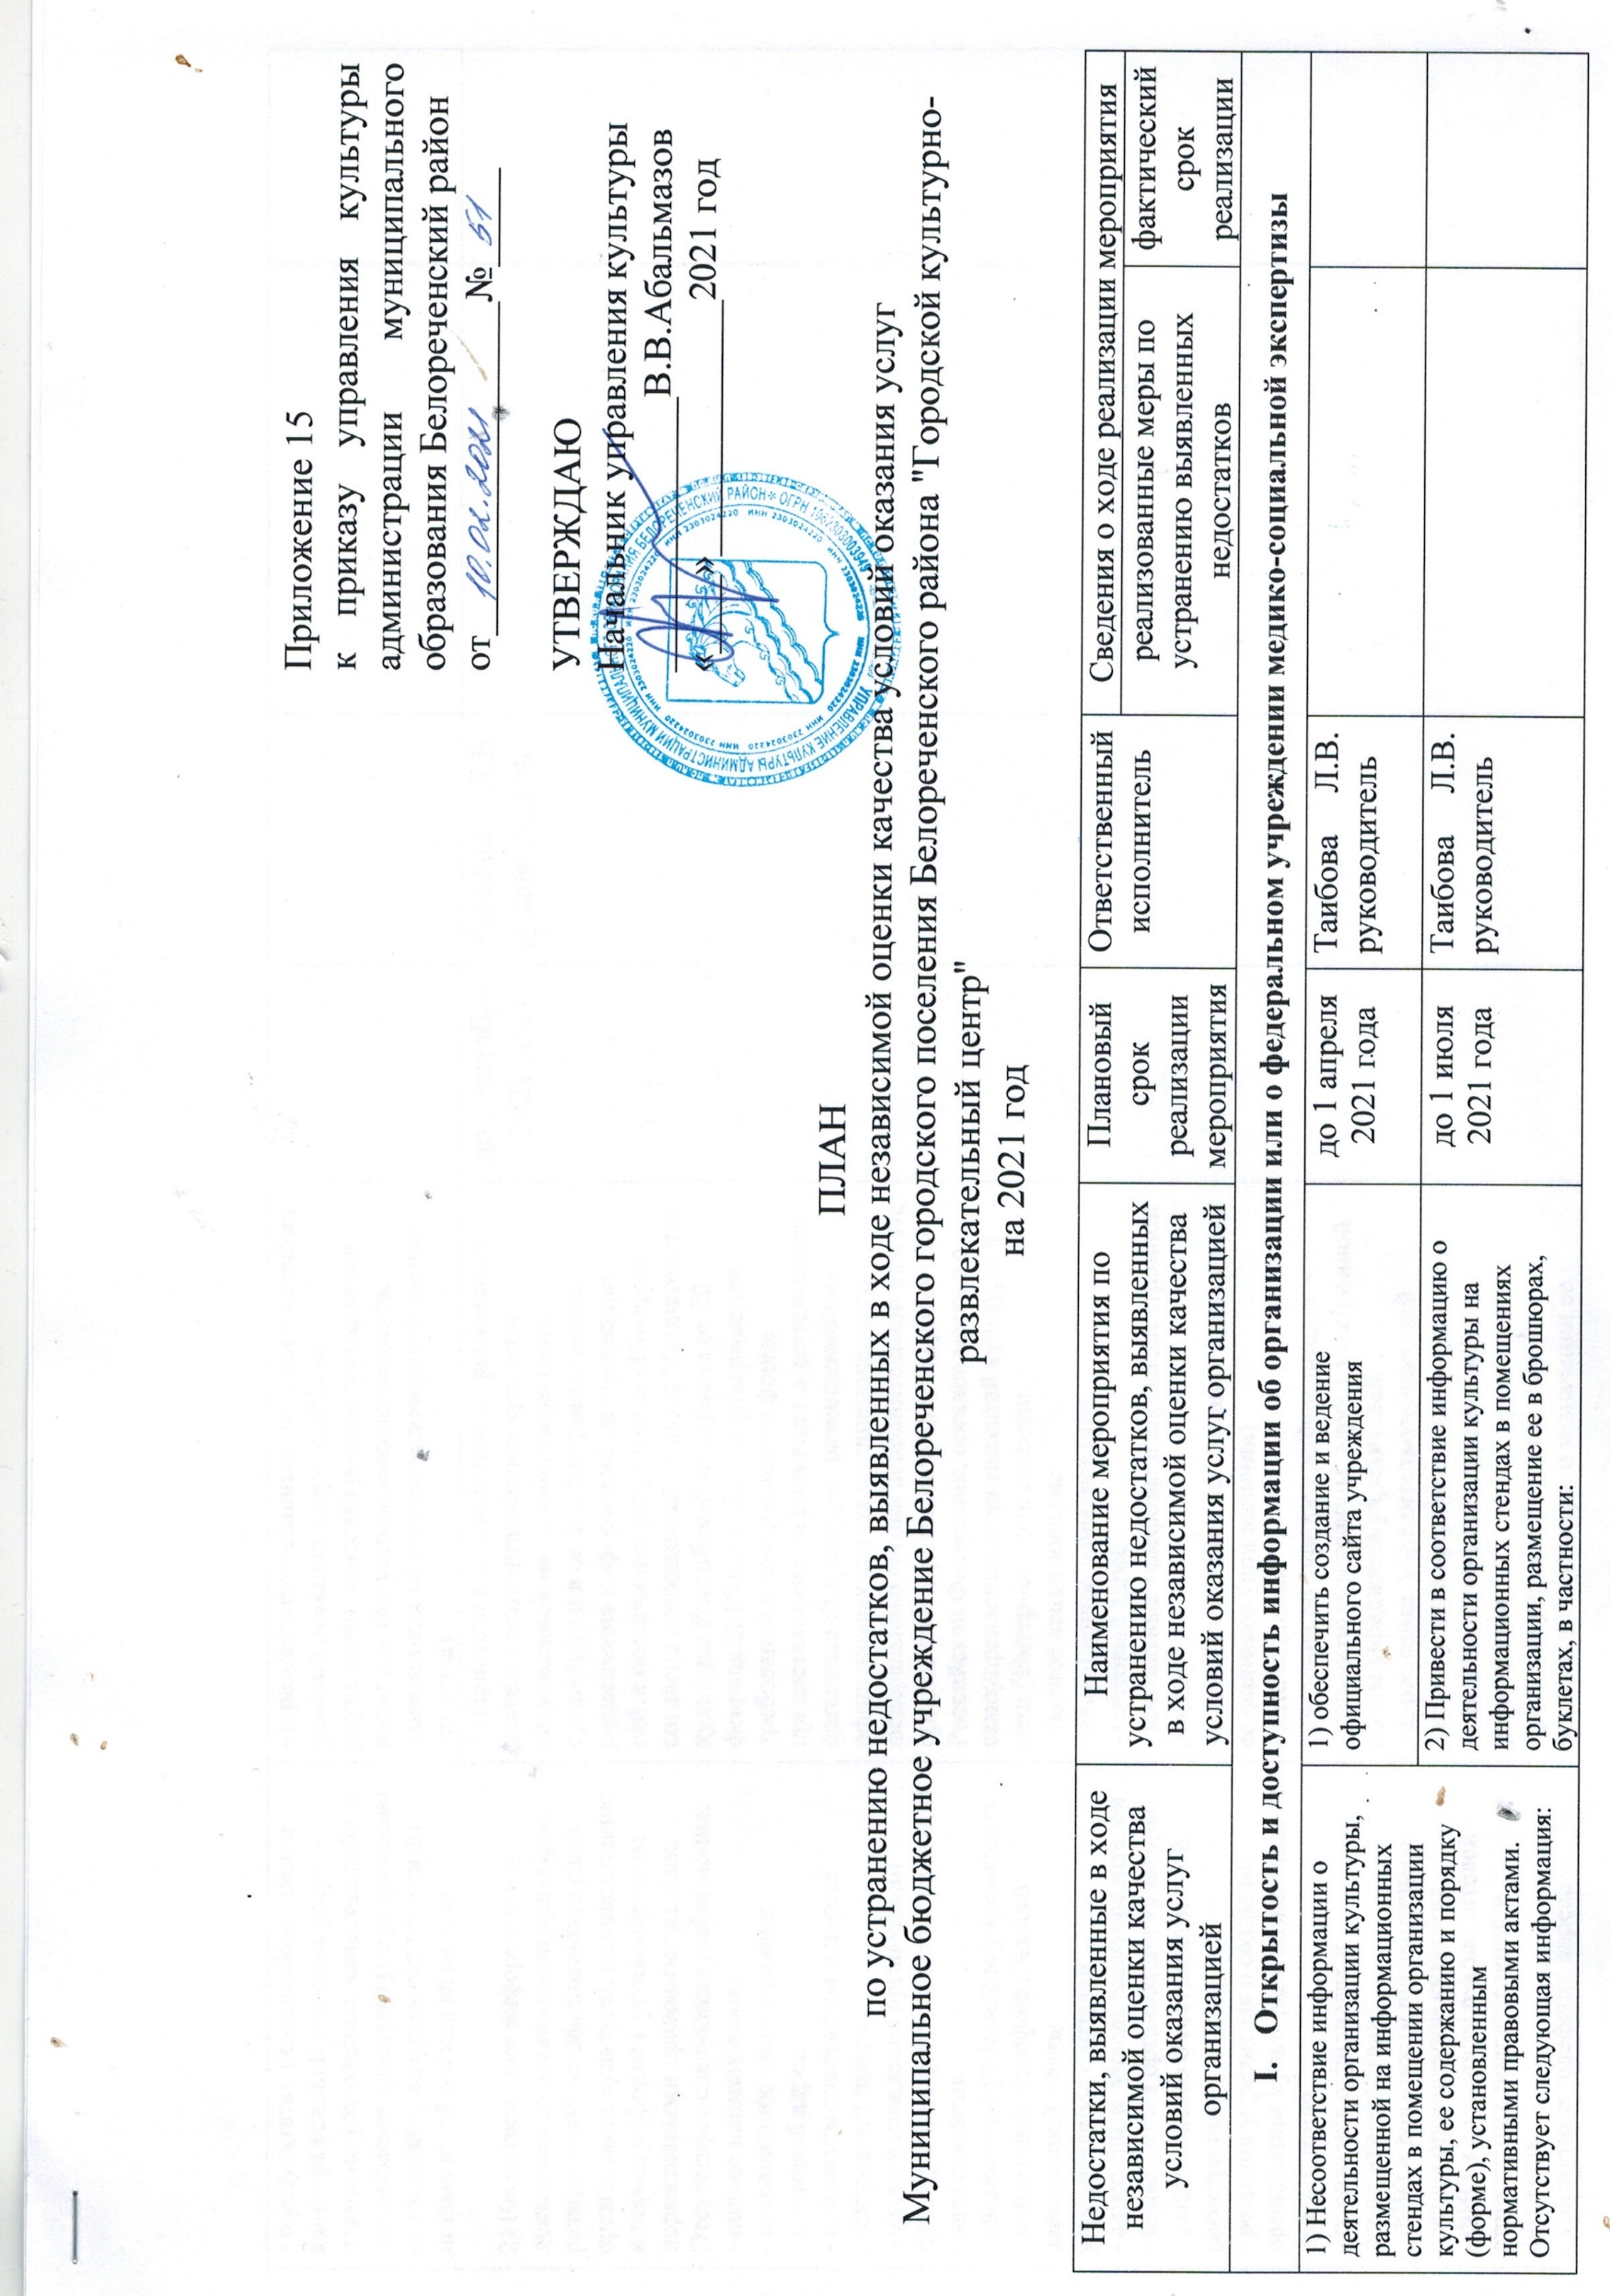 Приложение 15
к приказу управления культуры
администрации муниципального
образования Белореченский район
от 10.02.2021 № 51
УТВЕРЖДАЮ
Начальник управления культуры
В.В.Абальмазов
« » 2021 год
ПЛАН
по устранению недостатков, выявленных в ходе независимой оценки качества условий оказания услуг
Муниципальное бюджетное учреждение Белореченского городского поселения Белореченского района "Городской культурно-
развлекательный центр"
на 2021 год
Недостатки, выявленные в ходе
независимой оценки качества
условий оказания услуг
организацией
Наименование мероприятия по
устранению недостатков, выявленных
в ходе независимой оценки качества
условий оказания услуг организацией
Плановый
срок
реализации
мероприятия
Ответственный
исполнитель
Сведения о ходе реализации мероприятия
реализованные меры по
устранению выявленных
недостатков
фактический
срок
реализации
I. Открытость и доступность информации об организации или о федеральном учреждении медико-социальной экспертизы
1) Несоответствие информации о
деятельности организации культуры,
размещенной на информационных
стендах в помещении организации
культуры, ее содержанию и порядку
(форме), установленным
нормативными правовыми актами.
Отсутствует следующая информация:
1) обеспечить создание и ведение
официального сайта учреждения
до 1 апреля
2021 года
Таибова Л.В.
руководитель
2) Привести в соответствие информацию о
деятельности организации культуры на
информационных стендах в помещениях
организации, размещение ее в брошюрах,
буклетах, в частности:
до 1 июля
2021 года
Таибова Л.В.
руководитель